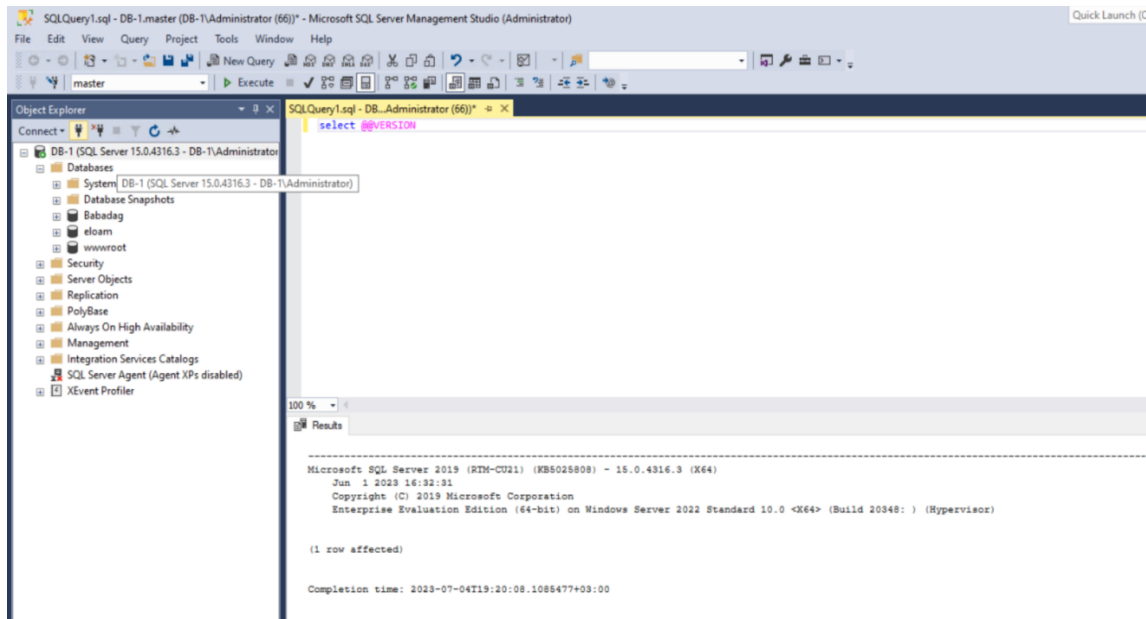 SQLQuery1.sql - DB-1.master (DB-1\Administrator (66))* - Microsoft SQL Server Management Studio (Administrator)
Quick Launch (C
File Edit View Query Project Tools Window Help
New Query
master Execute
Object Explorer
SQLQuery1.sql - DB...Administrator (66))*
Connect
select @@VERSION
DB-1 (SQL Server 15.0.4316.3 - DB-1\Administrator
Databases
System
DB-1 (SQL Server 15.0.4316.3 - DB-1\Administrator)
Database Snapshots
Babadag
eloam
wwwroot
Security
Server Objects
Replication
PolyBase
Always On High Availability
Management
Integration Services Catalogs
SQL Server Agent (Agent XPs disabled)
XEvent Profiler
100 %
Results
Microsoft SQL Server 2019 (RTM-CU21) (KB5025808) - 15.0.4316.3 (X64)
Jun 1 2023 16:32:31
Copyright (C) 2019 Microsoft Corporation
Enterprise Evaluation Edition (64-bit) on Windows Server 2022 Standard 10.0 <X64> (Build 20348: ) (Hypervisor)
(1 row affected)
Completion time: 2023-07-04T19:20:08.1085477+03:00